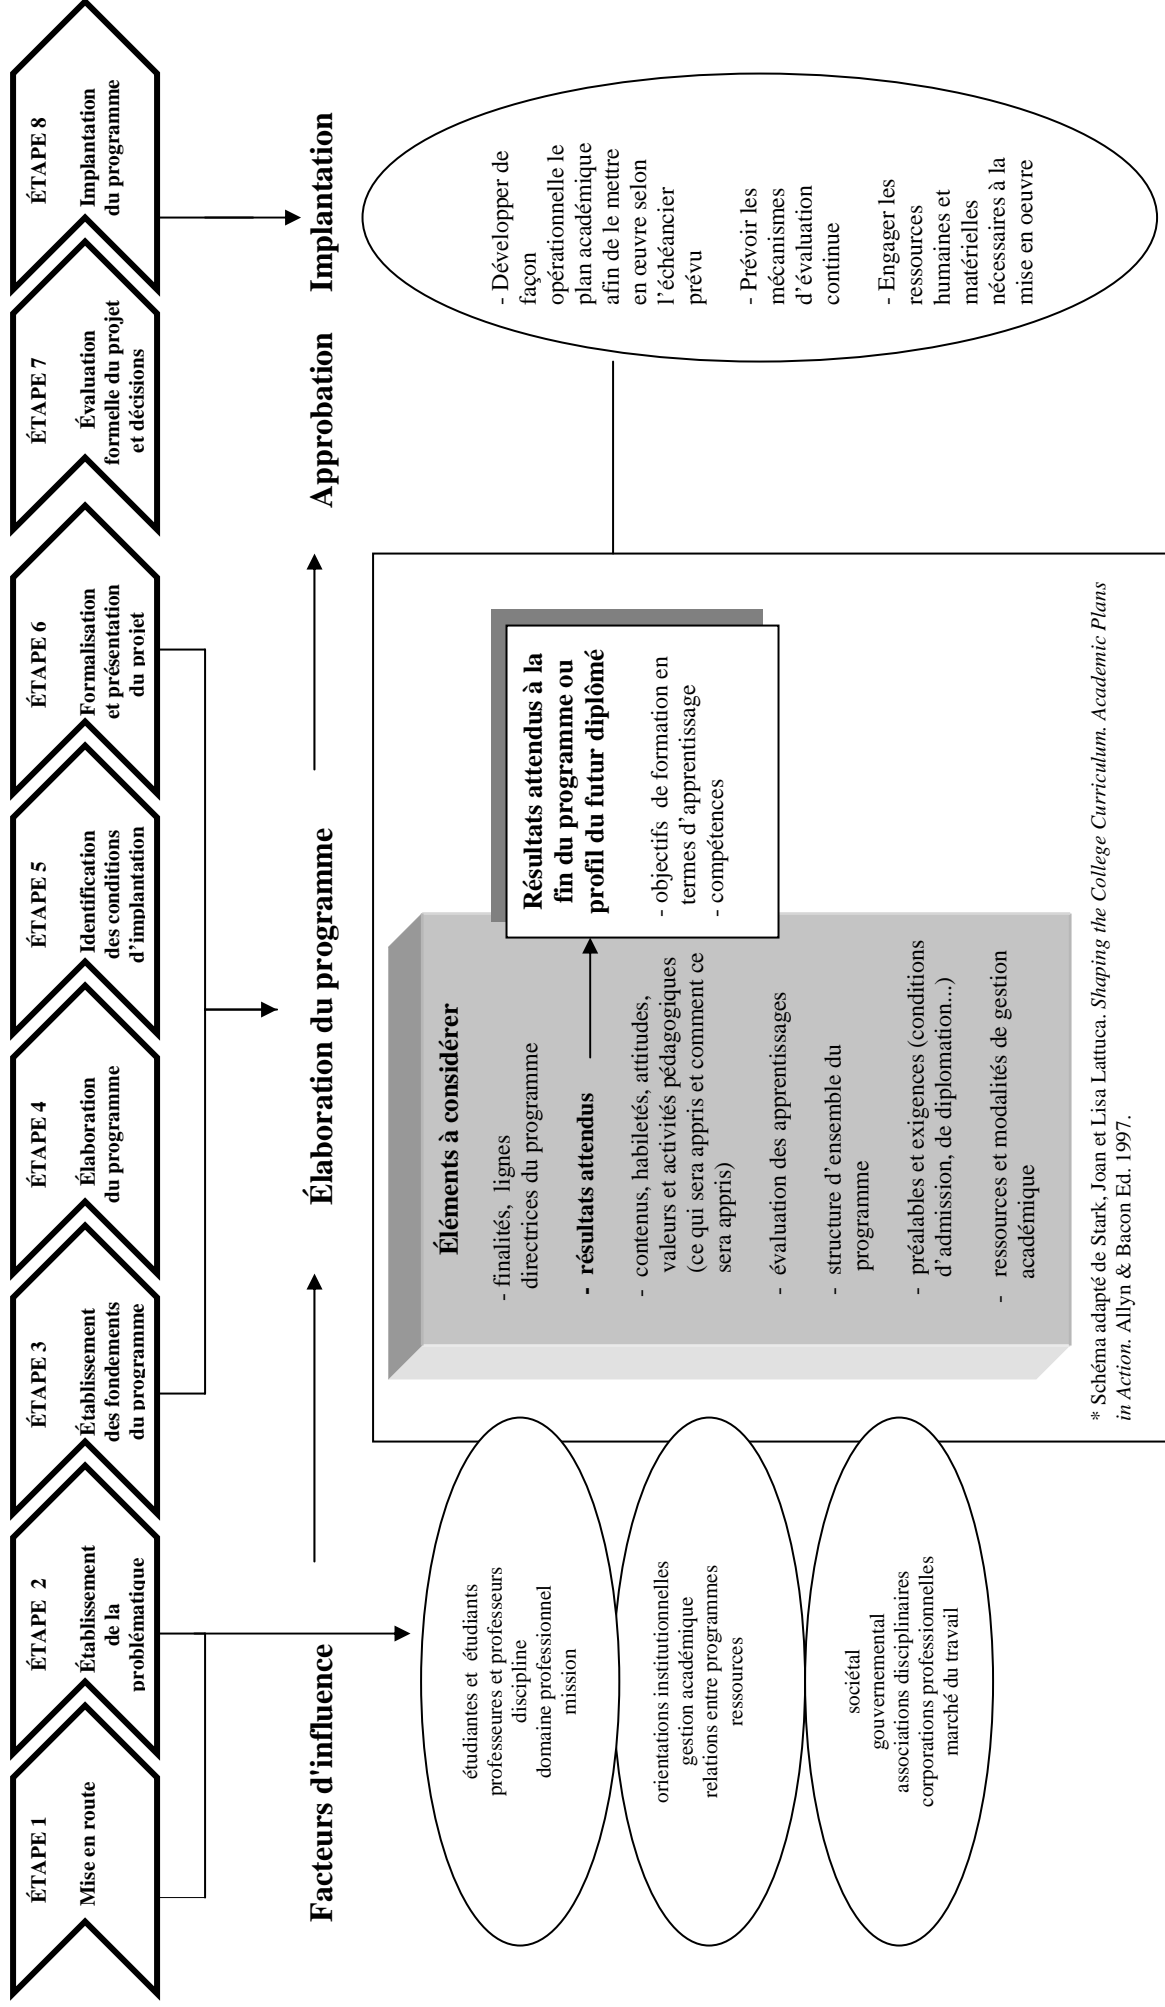 ÉTAPE 1
Mise en route
ÉTAPE 2
Établissement
de la
problématique
ÉTAPE 3
Établissement
des fondements
du programme
ÉTAPE 4
Élaboration
du programme
ÉTAPE 5
Identification
des conditions
d’implantation
ÉTAPE 6
Formalisation
et présentation
du projet
ÉTAPE 7
Évaluation
formelle du projet
et décisions
ÉTAPE 8
Implantation
du programme
Facteurs d'influence
Élaboration du programme
Approbation
Implantation
étudiantes et étudiants
professeures et professeurs
discipline
domaine professionnel
mission
orientations institutionnelles
gestion académique
relations entre programmes
ressources
sociétal
gouvernemental
associations disciplinaires
corporations professionnelles
marché du travail
Éléments à considérer
- finalités, lignes
directrices du programme
- résultats attendus
- contenus, habiletés, attitudes,
valeurs et activités pédagogiques
(ce qui sera appris et comment ce
sera appris)
- évaluation des apprentissages
- structure d’ensemble du
programme
- préalables et exigences (conditions
d’admission, de diplomation...)
- ressources et modalités de gestion
académique
Résultats attendus à la
fin du programme ou
profil du futur diplômé
- objectifs de formation en
termes d’apprentissage
- compétences
- Développer de
façon
opérationnelle le
plan académique
afin de le mettre
en œuvre selon
l’échéancier
prévu
- Prévoir les
mécanismes
d’évaluation
continue
- Engager les
ressources
humaines et
matérielles
nécessaires à la
mise en oeuvre
* Schéma adapté de Stark, Joan et Lisa Lattuca. Shaping the College Curriculum. Academic Plans
in Action. Allyn & Bacon Ed. 1997.